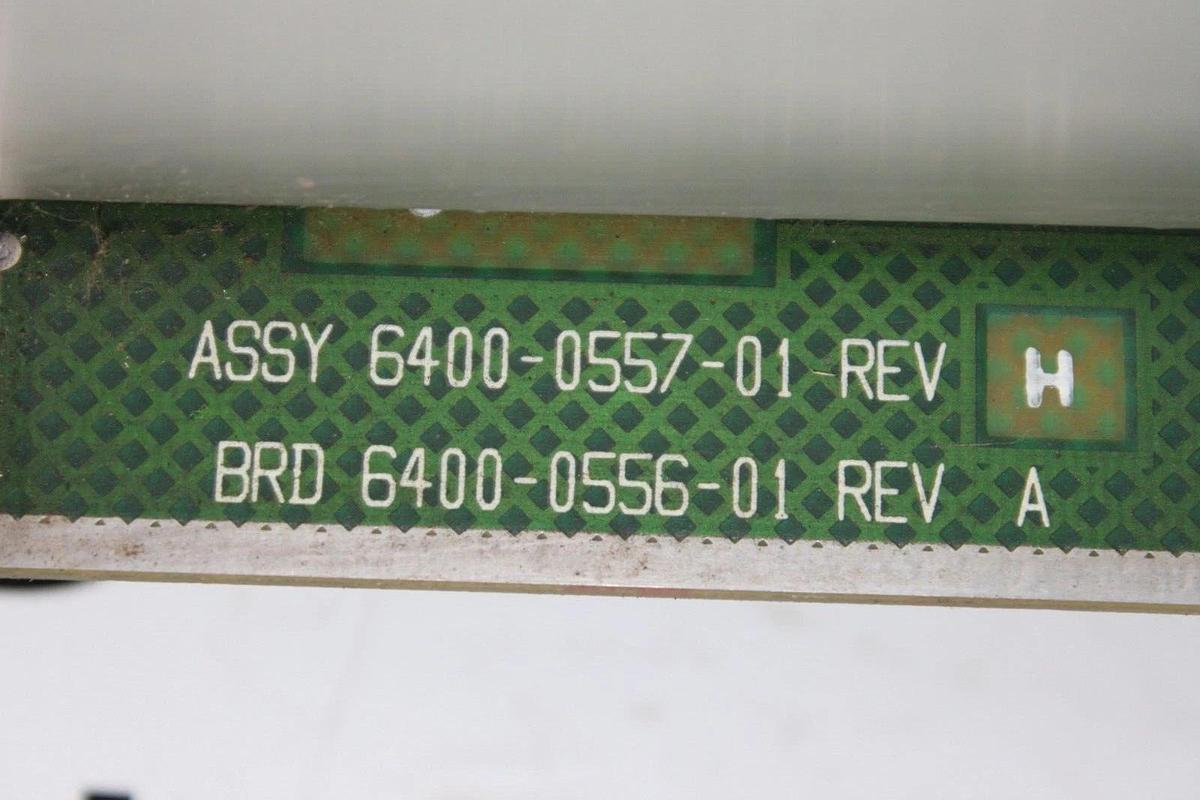 ASSY 6400-0557-01 REV H
BRD 6400-0556-01 REV A